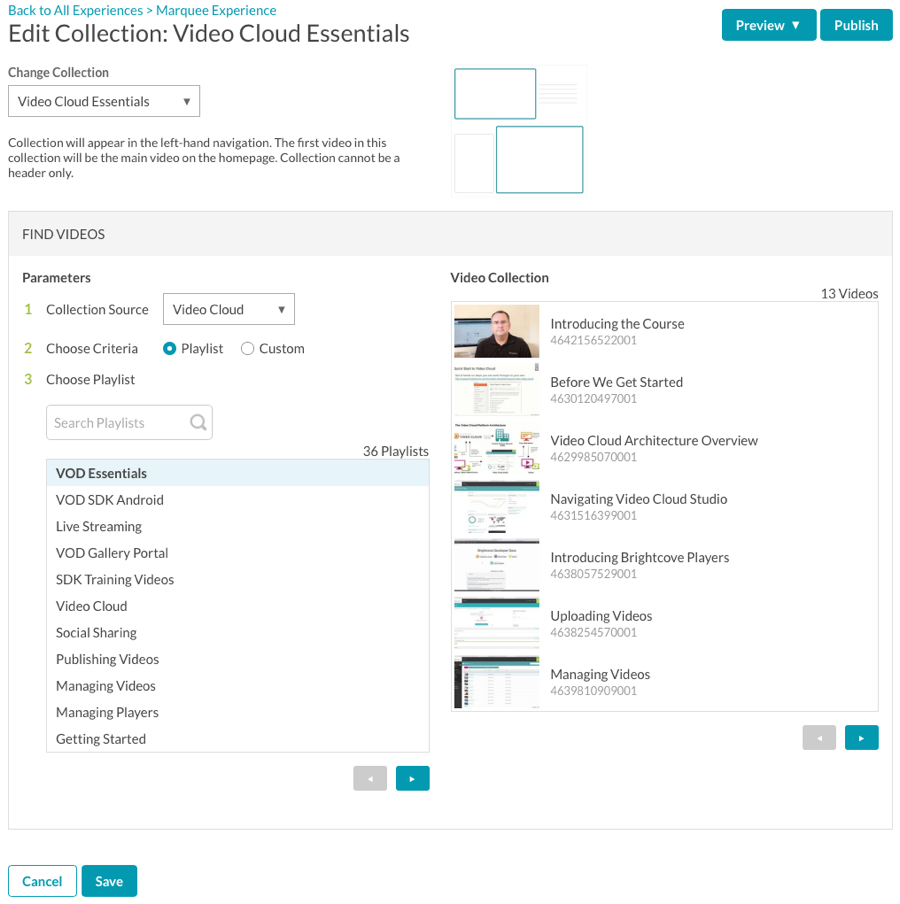 Back to All Experiences > Marquee Experience
Edit Collection: Video Cloud Essentials
Preview ▼
Publish
Change Collection
Video Cloud Essentials ▼
Collection will appear in the left-hand navigation. The first video in this
collection will be the main video on the homepage. Collection cannot be a
header only.
FIND VIDEOS
Parameters
1 Collection Source Video Cloud ▼
2 Choose Criteria Playlist Custom
3 Choose Playlist
Search Playlists
36 Playlists
VOD Essentials
VOD SDK Android
Live Streaming
VOD Gallery Portal
SDK Training Videos
Video Cloud
Social Sharing
Publishing Videos
Managing Videos
Managing Players
Getting Started
Video Collection
13 Videos
Introducing the Course
4642156522001
Before We Get Started
4630120497001
Video Cloud Architecture Overview
4629985070001
Navigating Video Cloud Studio
4631516399001
Introducing Brightcove Players
4638057529001
Uploading Videos
4638254570001
Managing Videos
4639810909001
Cancel
Save